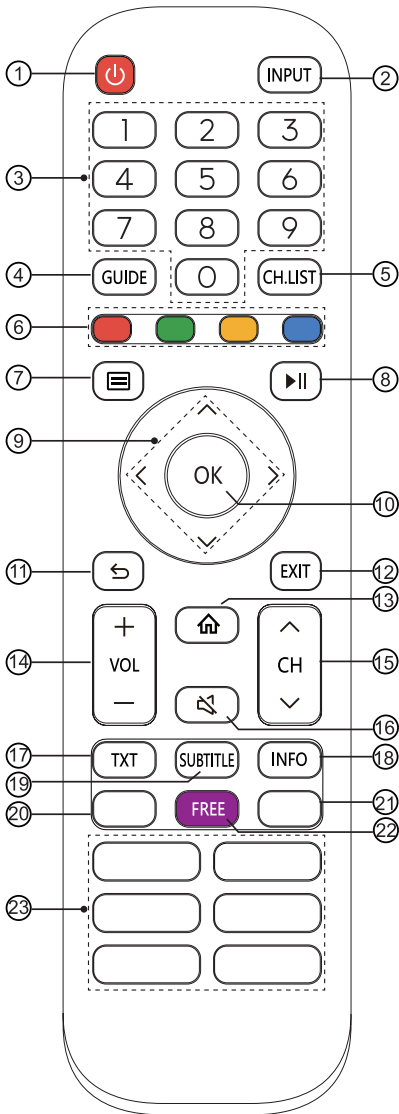 1 INPUT 2
1 2 3
3 4 5 6
7 8 9
4 GUIDE 0 CH.LIST 5
6
7 8
9
OK
10
11 EXIT 12
13
+
14 VOL CH 15
−
16
17 TXT SUBTITLE INFO 18
19
20 FREE 21
22
23